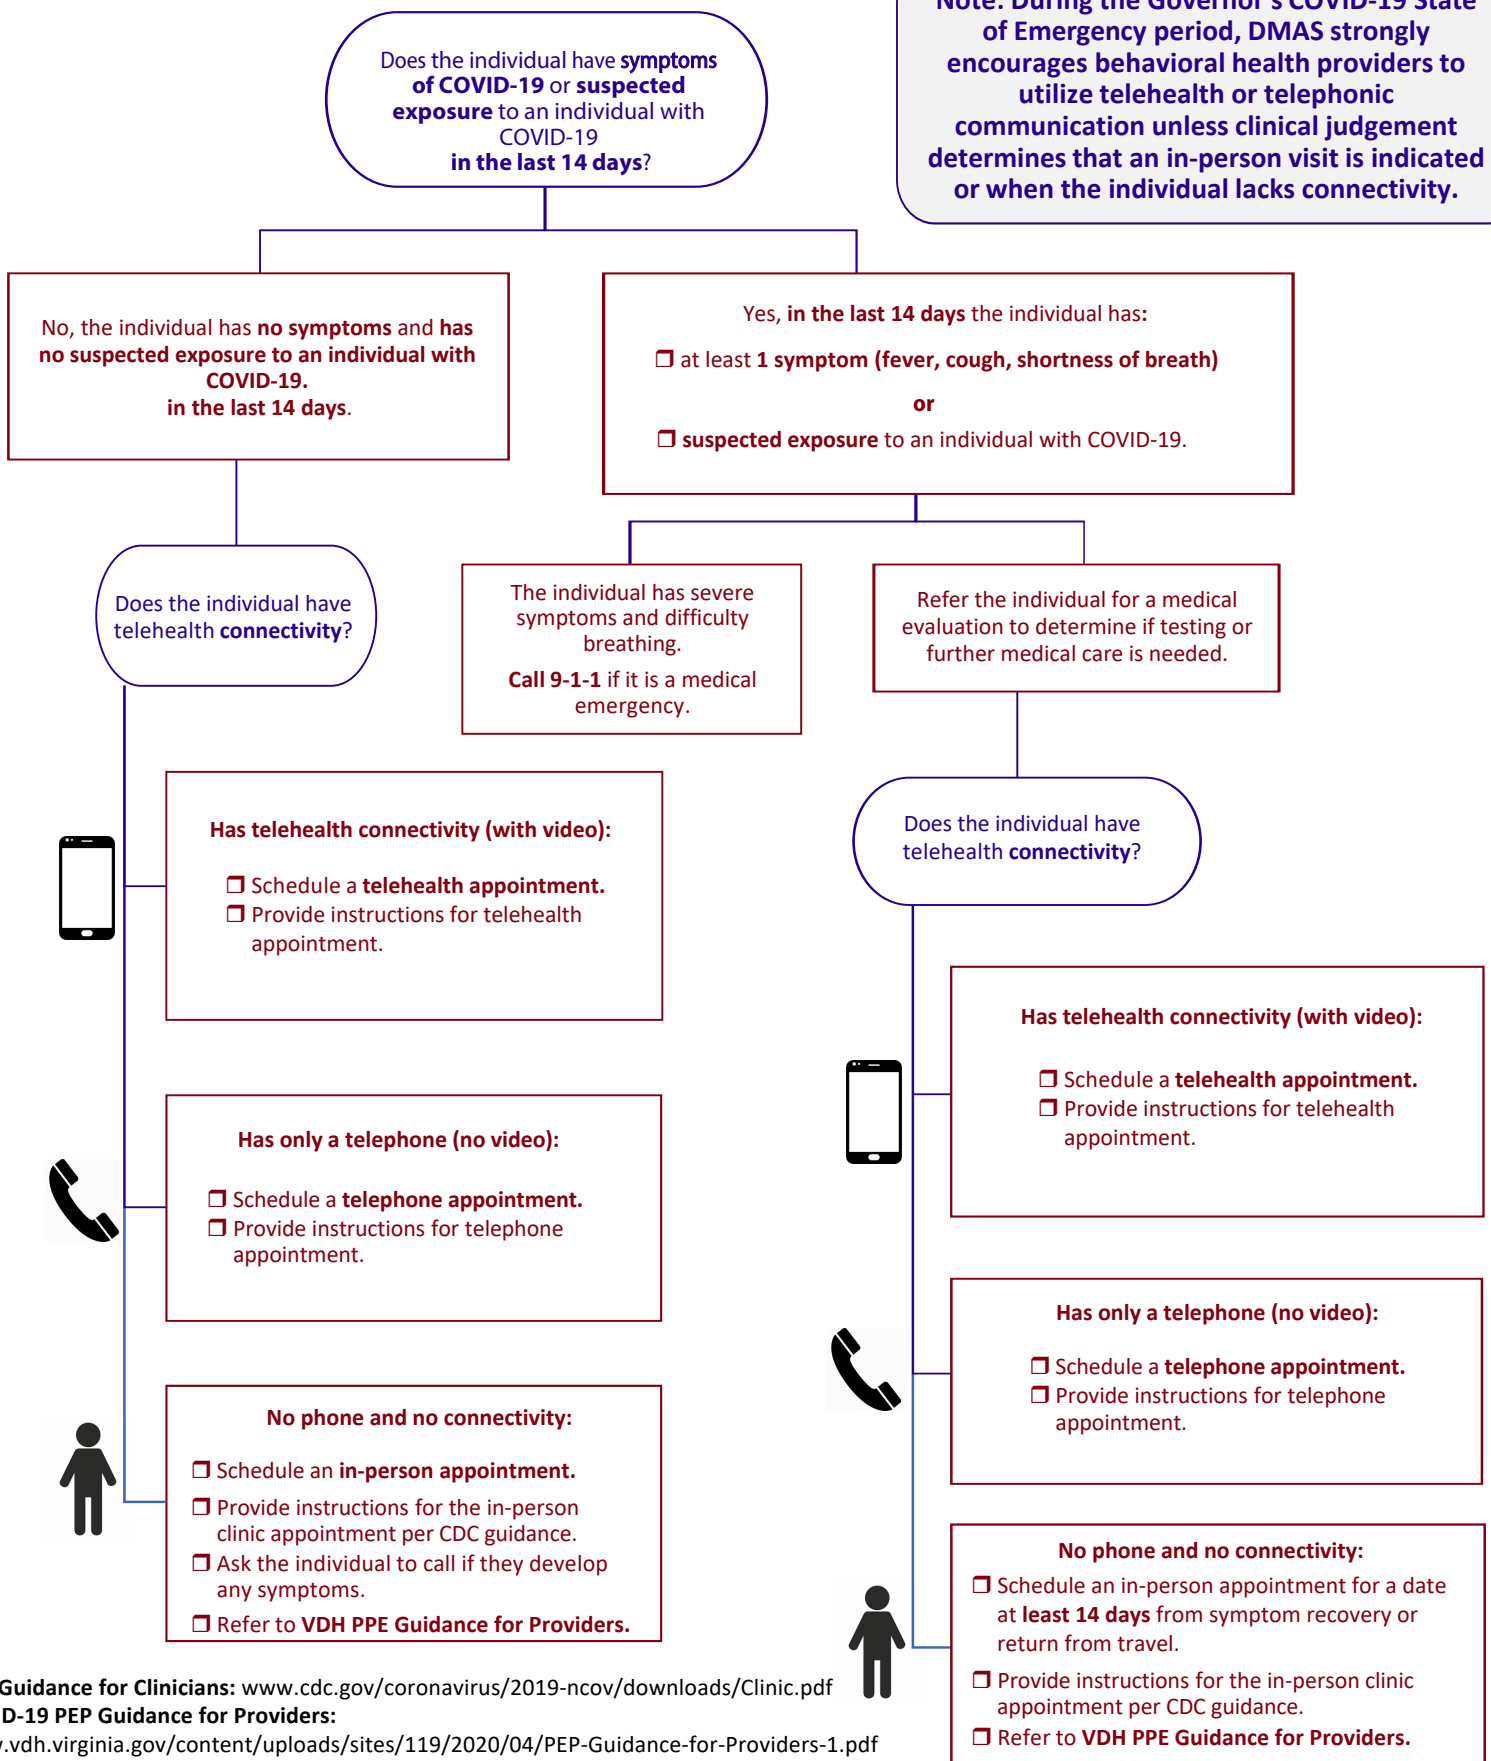 Note: During the Governor's COVID-19 State
of Emergency period, DMAS strongly
encourages behavioral health providers to
utilize telehealth or telephonic
communication unless clinical judgement
determines that an in-person visit is indicated
or when the individual lacks connectivity.
Does the individual have symptoms
of COVID-19 or suspected
exposure to an individual with
COVID-19
in the last 14 days?
No, the individual has no symptoms and has
no suspected exposure to an individual with
COVID-19.
in the last 14 days.
Yes, in the last 14 days the individual has:
❒ at least 1 symptom (fever, cough, shortness of breath)
or
❒ suspected exposure to an individual with COVID-19.
Does the individual have
telehealth connectivity?
The individual has severe
symptoms and difficulty
breathing.
Call 9-1-1 if it is a medical
emergency.
Refer the individual for a medical
evaluation to determine if testing or
further medical care is needed.
Has telehealth connectivity (with video):
❒ Schedule a telehealth appointment.
❒ Provide instructions for telehealth
appointment.
Has only a telephone (no video):
❒ Schedule a telephone appointment.
❒ Provide instructions for telephone
appointment.
No phone and no connectivity:
❒ Schedule an in-person appointment.
❒ Provide instructions for the in-person
clinic appointment per CDC guidance.
❒ Ask the individual to call if they develop
any symptoms.
❒ Refer to VDH PPE Guidance for Providers.
Does the individual have
telehealth connectivity?
Has telehealth connectivity (with video):
❒ Schedule a telehealth appointment.
❒ Provide instructions for telehealth
appointment.
Has only a telephone (no video):
❒ Schedule a telephone appointment.
❒ Provide instructions for telephone
appointment.
No phone and no connectivity:
❒ Schedule an in-person appointment for a date
at least 14 days from symptom recovery or
return from travel.
❒ Provide instructions for the in-person clinic
appointment per CDC guidance.
❒ Refer to VDH PPE Guidance for Providers.
Guidance for Clinicians: www.cdc.gov/coronavirus/2019-ncov/downloads/Clinic.pdf
D-19 PEP Guidance for Providers:
.vdh.virginia.gov/content/uploads/sites/119/2020/04/PEP-Guidance-for-Providers-1.pdf